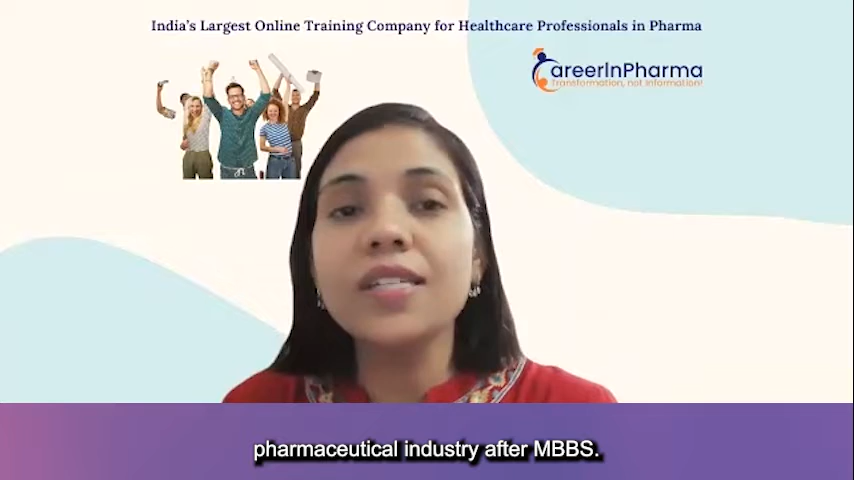 India's Largest Online Training Company for Healthcare Professionals in Pharma
CareerInPharma
Transformation, not Information!
pharmaceutical industry after MBBS.